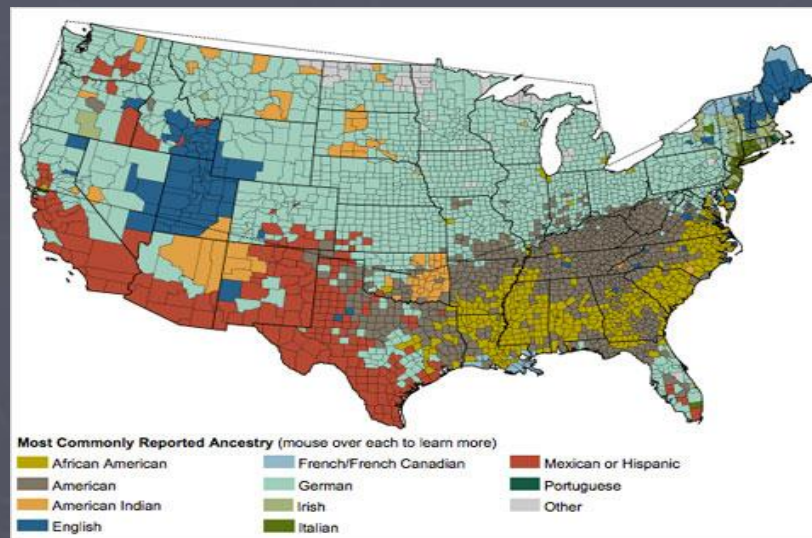 Most Commonly Reported Ancestry (mouse over each to learn more)
African American
American
American Indian
English
French/French Canadian
German
Irish
Italian
Mexican or Hispanic
Portuguese
Other